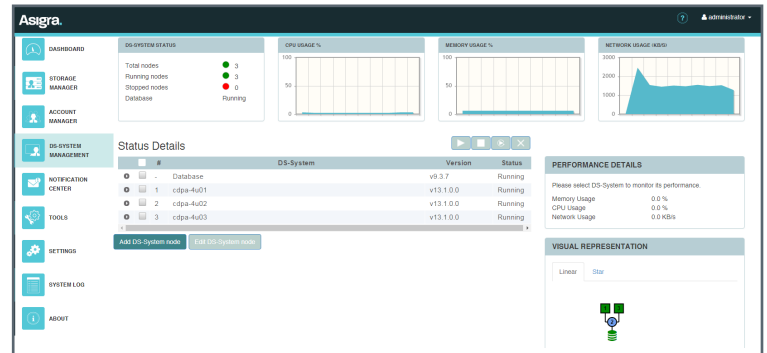 Asigra.
? administrator
DASHBOARD
STORAGE
MANAGER
ACCOUNT
MANAGER
DS-SYSTEM
MANAGEMENT
NOTIFICATION
CENTER
TOOLS
SETTINGS
SYSTEM LOG
ABOUT
DS-SYSTEM STATUS
Total nodes 3
Running nodes 3
Stopped nodes 0
Database Running
CPU USAGE %
100
50
0
MEMORY USAGE %
100
50
0
NETWORK USAGE (KB/S)
3000
2000
1000
0
Status Details
# DS-System Version Status
- Database v9.3.7 Running
1 cdpa-4u01 v13.1.0.0 Running
2 cdpa-4u02 v13.1.0.0 Running
3 cdpa-4u03 v13.1.0.0 Running
Add DS-System node Edit DS-System node
PERFORMANCE DETAILS
Please select DS-System to monitor its performance.
Memory Usage 0.0 %
CPU Usage 0.0 %
Network Usage 0.0 KB/s
VISUAL REPRESENTATION
Linear Star